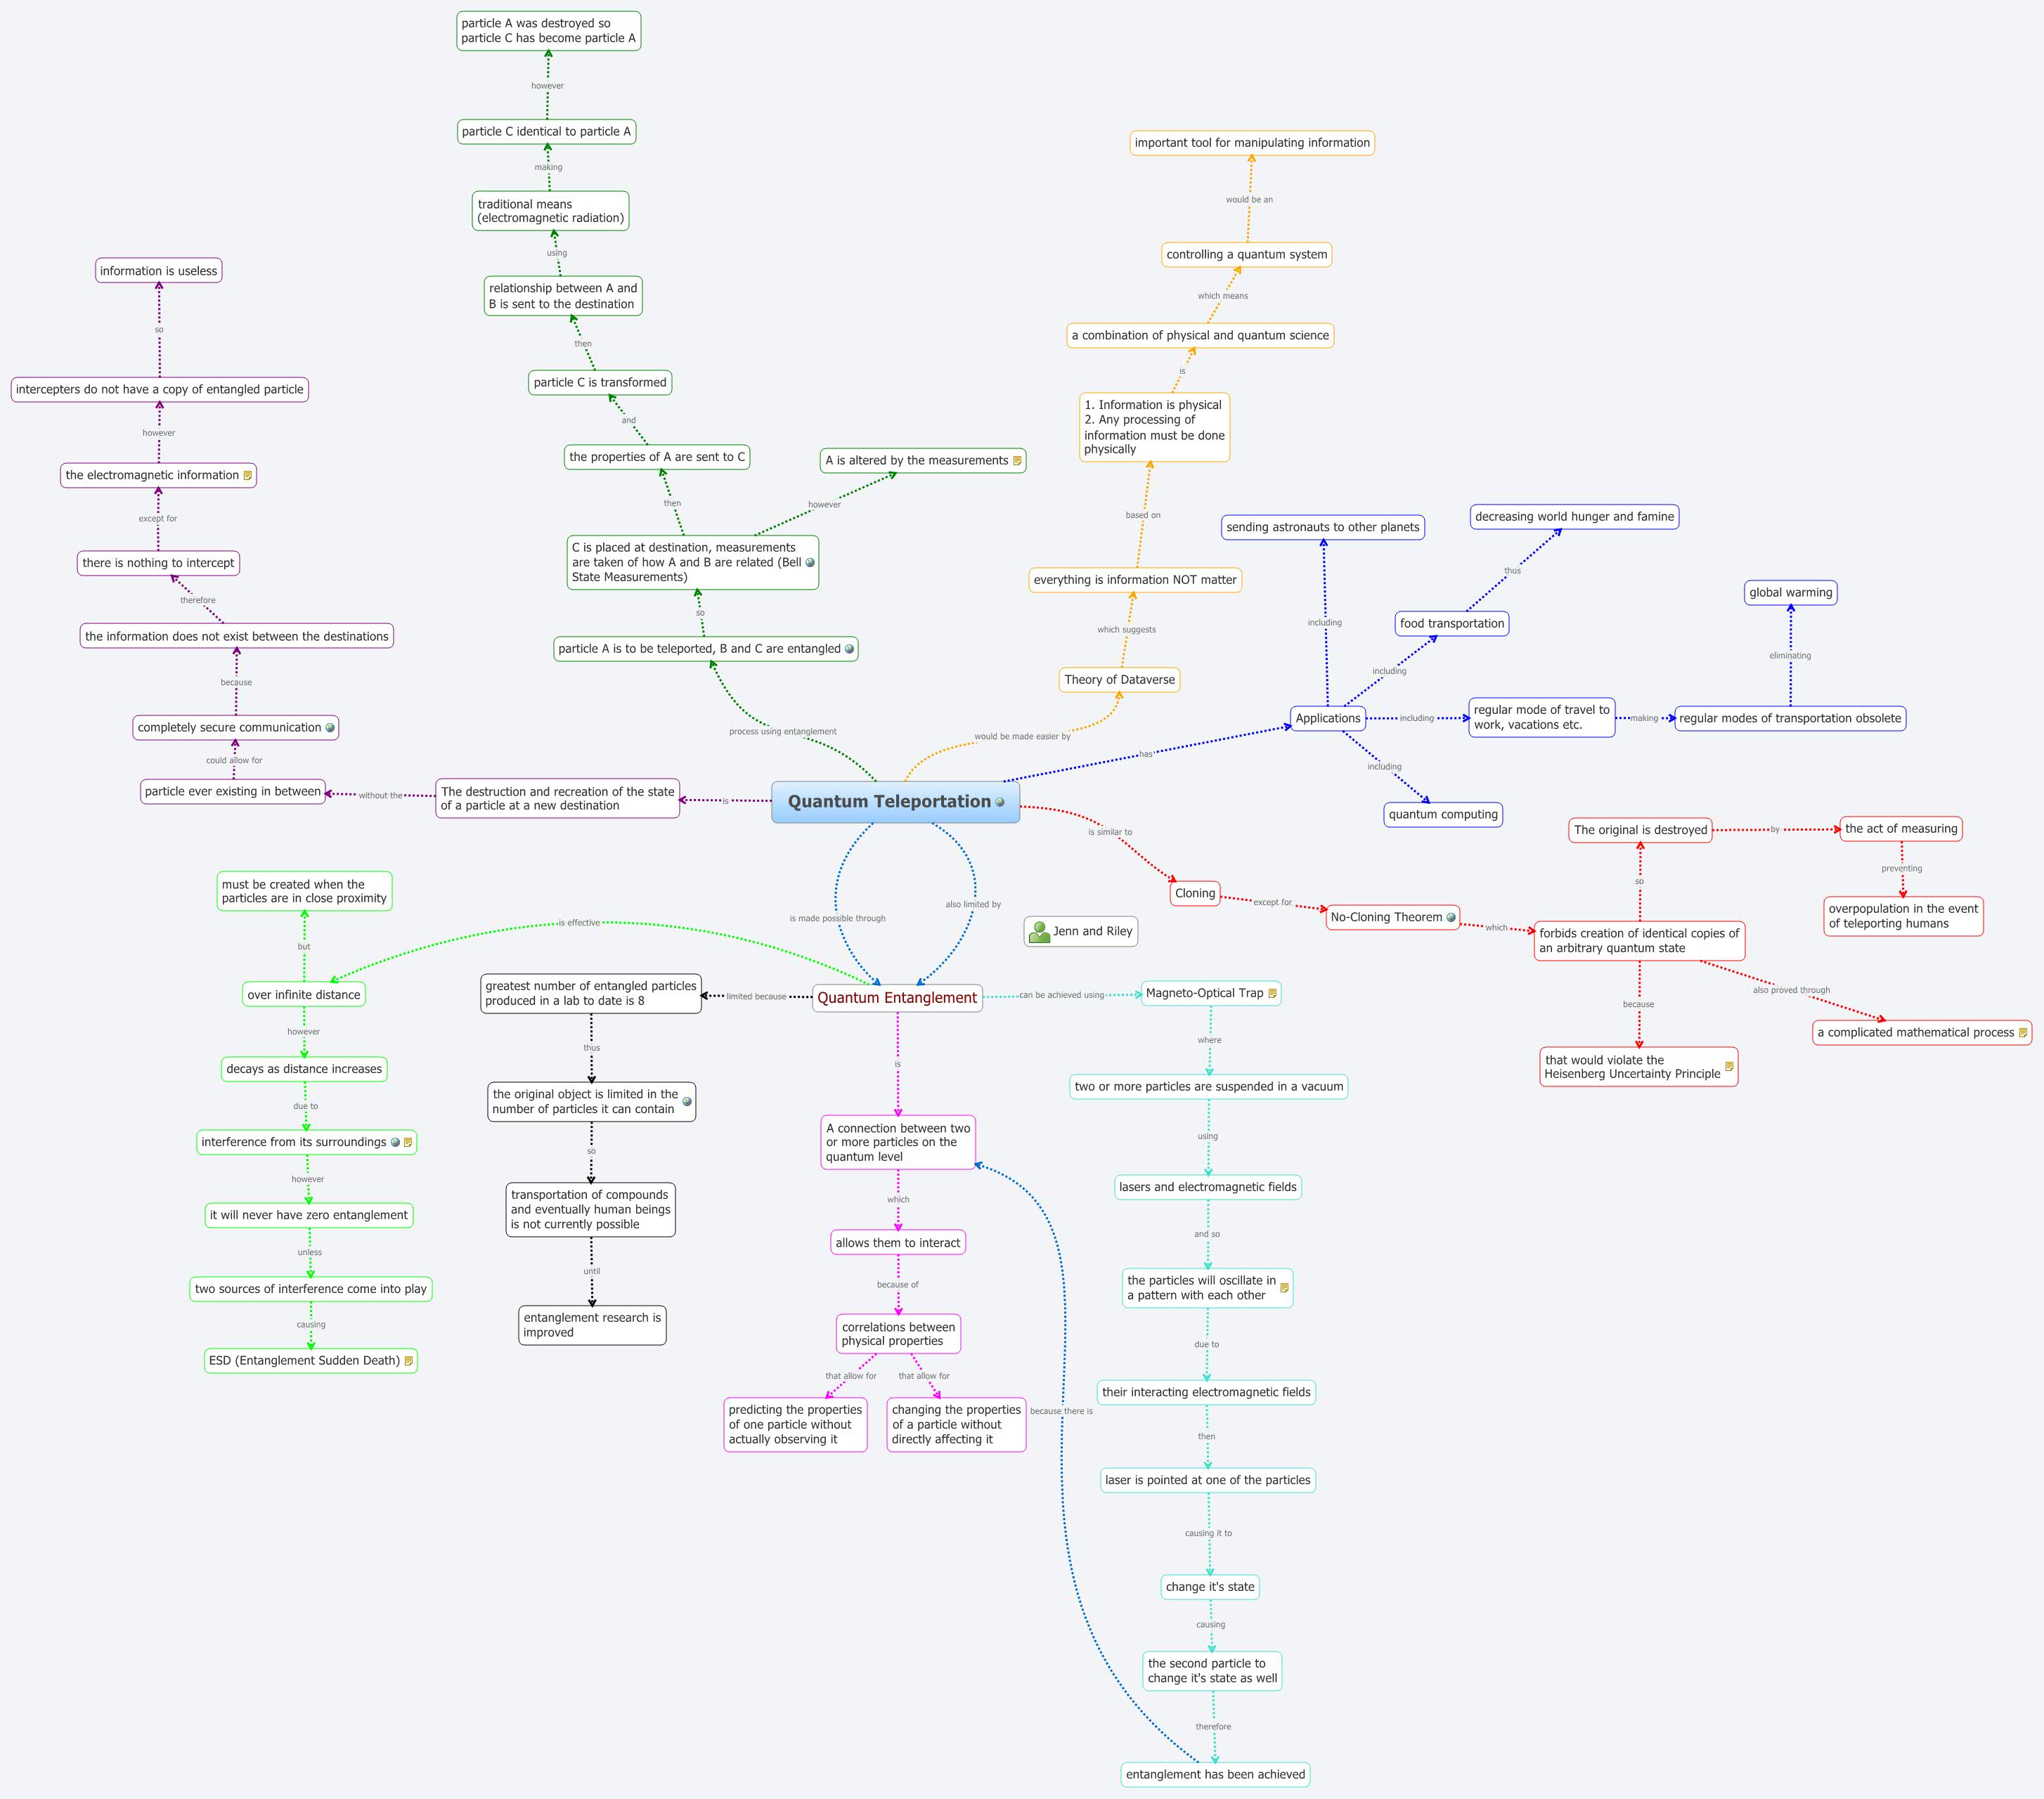 particle A was destroyed so
particle C has become particle A
however
particle C identical to particle A
making
traditional means
(electromagnetic radiation)
using
relationship between A and
B is sent to the destination
then
particle C is transformed
and
the properties of A are sent to C
then
A is altered by the measurements
however
C is placed at destination, measurements
are taken of how A and B are related (Bell
State Measurements)
so
particle A is to be teleported, B and C are entangled
process using entanglement
information is useless
so
intercepters do not have a copy of entangled particle
however
the electromagnetic information
except for
there is nothing to intercept
therefore
the information does not exist between the destinations
because
completely secure communication
could allow for
particle ever existing in between
without the
The destruction and recreation of the state
of a particle at a new destination
is
important tool for manipulating information
would be an
controlling a quantum system
which means
a combination of physical and quantum science
is
1. Information is physical
2. Any processing of
information must be done
physically
based on
everything is information NOT matter
which suggests
Theory of Dataverse
would be made easier by
sending astronauts to other planets
including
decreasing world hunger and famine
thus
food transportation
including
global warming
eliminating
Applications
including
regular mode of travel to
work, vacations etc.
making
regular modes of transportation obsolete
has
including
quantum computing
Quantum Teleportation
is similar to
Cloning
except for
No-Cloning Theorem
which
forbids creation of identical copies of
an arbitrary quantum state
so
The original is destroyed
by
the act of measuring
preventing
overpopulation in the event
of teleporting humans
also proved through
a complicated mathematical process
because
that would violate the
Heisenberg Uncertainty Principle
is made possible through
also limited by
Jenn and Riley
Quantum Entanglement
is effective
must be created when the
particles are in close proximity
but
over infinite distance
however
decays as distance increases
due to
interference from its surroundings
however
it will never have zero entanglement
unless
two sources of interference come into play
causing
ESD (Entanglement Sudden Death)
limited because
greatest number of entangled particles
produced in a lab to date is 8
thus
the original object is limited in the
number of particles it can contain
so
transportation of compounds
and eventually human beings
is not currently possible
until
entanglement research is
improved
is
A connection between two
or more particles on the
quantum level
which
allows them to interact
because of
correlations between
physical properties
that allow for
that allow for
predicting the properties
of one particle without
actually observing it
changing the properties
of a particle without
directly affecting it
because there is
can be achieved using
Magneto-Optical Trap
where
two or more particles are suspended in a vacuum
using
lasers and electromagnetic fields
and so
the particles will oscillate in
a pattern with each other
due to
their interacting electromagnetic fields
then
laser is pointed at one of the particles
causing it to
change it's state
causing
the second particle to
change it's state as well
therefore
entanglement has been achieved